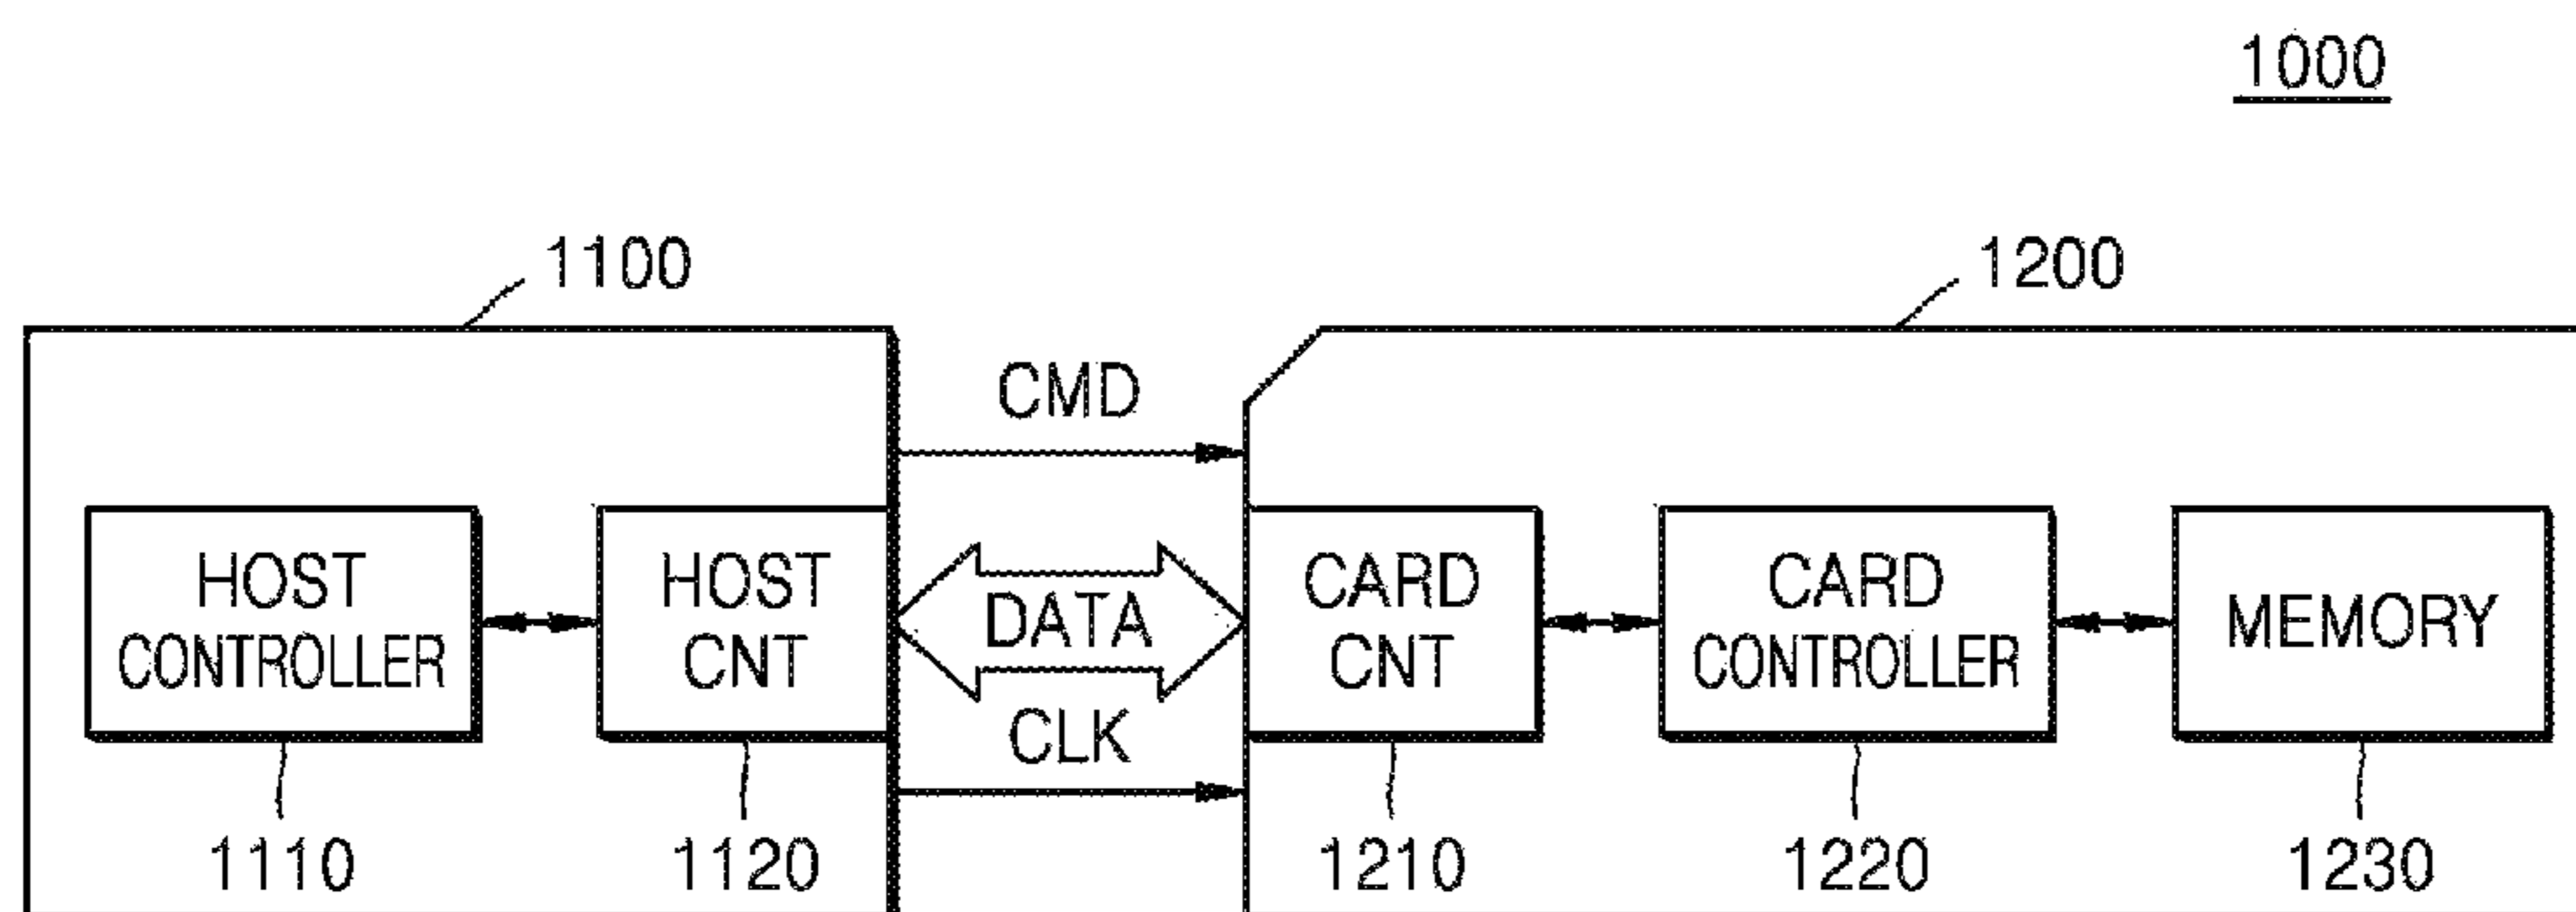 1000
1100
1200
CMD
HOST
CONTROLLER
HOST
CNT
DATA
CARD
CNT
CARD
CONTROLLER
MEMORY
CLK
1110
1120
1210
1220
1230